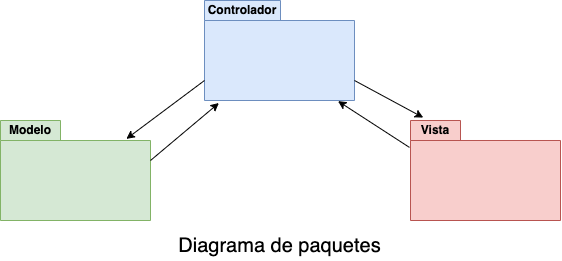 Controlador
Modelo
Vista
Diagrama de paquetes